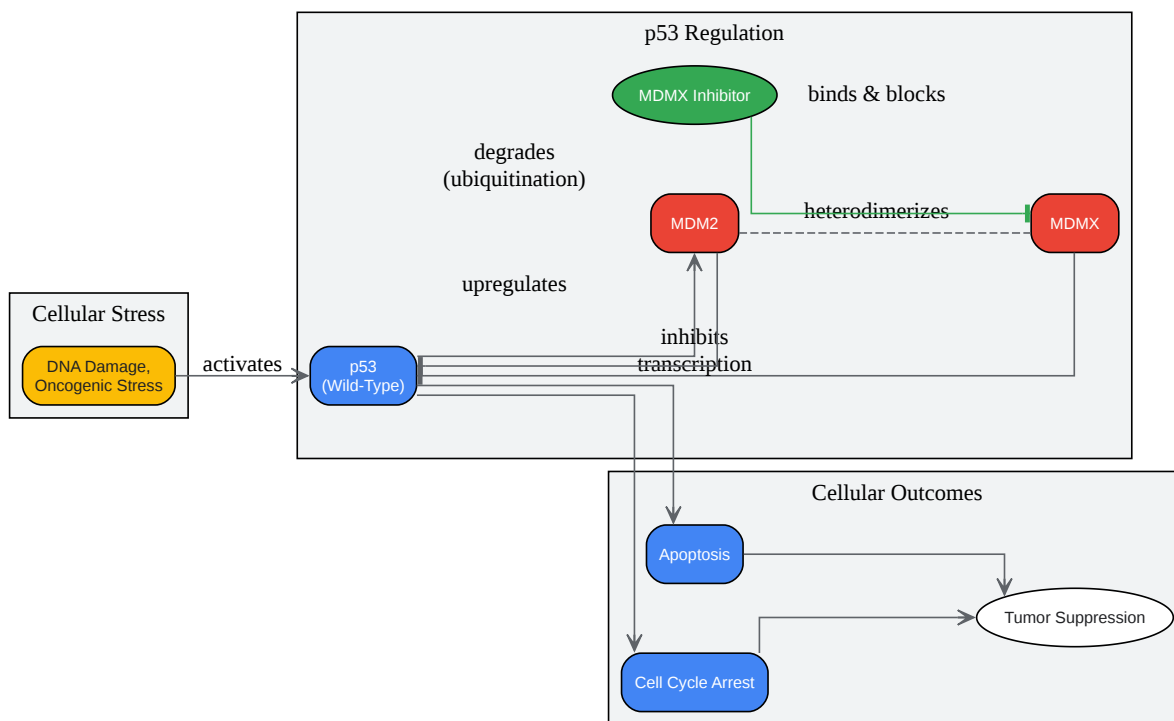 p53 Regulation
MDMX Inhibitor
binds & blocks
degrades
(ubiquitination)
MDM2
heterodimerizes
MDMX
upregulates
Cellular Stress
DNA Damage,
Oncogenic Stress
activates
p53
(Wild-Type)
inhibits
transcription
Cellular Outcomes
Apoptosis
Tumor Suppression
Cell Cycle Arrest